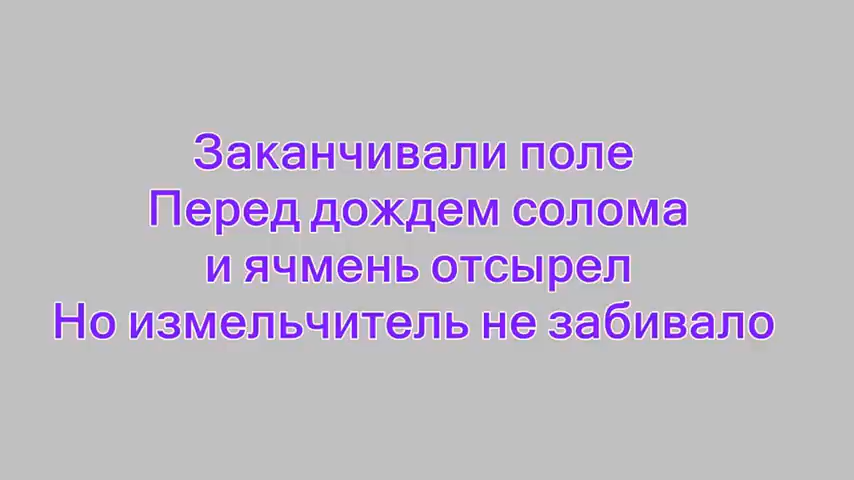 Заканчивали поле
Перед дождем солома
и ячмень отсырел
Но измельчитель не забивало